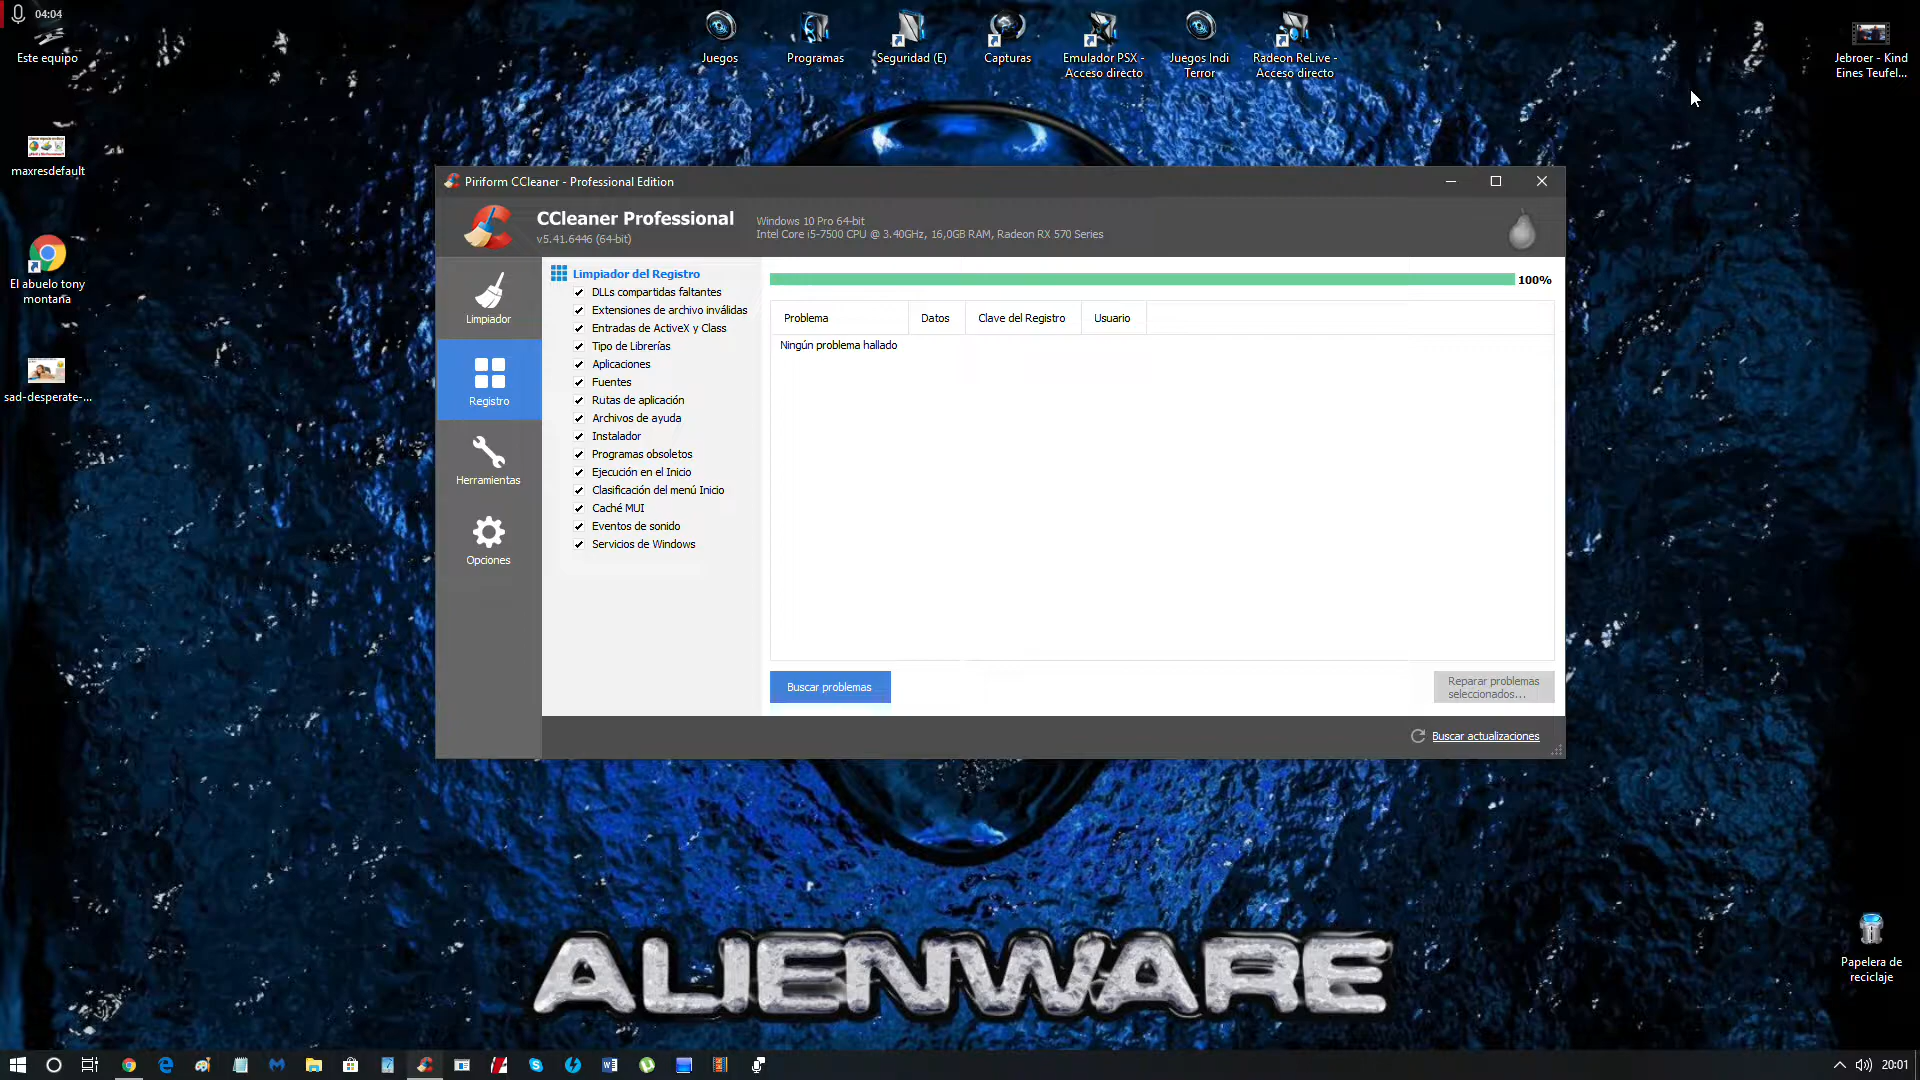 04:04
Este equipo
maxresdefault
El abuelo tony
montana
sad-desperate-...
Juegos
Programas
Seguridad (E)
Capturas
Emulador PSX -
Acceso directo
Juegos Indi
Terror
Radeon ReLive -
Acceso directo
Jebroer - Kind
Eines Teufel...
Piriform CCleaner - Professional Edition
CCleaner Professional
v5.41.6446 (64-bit)
Windows 10 Pro 64-bit
Intel Core i5-7500 CPU @ 3.40GHz, 16,0GB RAM, Radeon RX 570 Series
Limpiador
Registro
Herramientas
Opciones
Limpiador del Registro
DLLs compartidas faltantes
Extensiones de archivo inválidas
Entradas de ActiveX y Class
Tipo de Librerías
Aplicaciones
Fuentes
Rutas de aplicación
Archivos de ayuda
Instalador
Programas obsoletos
Ejecución en el Inicio
Clasificación del menú Inicio
Caché MUI
Eventos de sonido
Servicios de Windows
100%
Problema Datos Clave del Registro Usuario
Ningún problema hallado
Buscar problemas
Reparar problemas
seleccionados...
Buscar actualizaciones
ALIENWARE
Papelera de
reciclaje
20:01